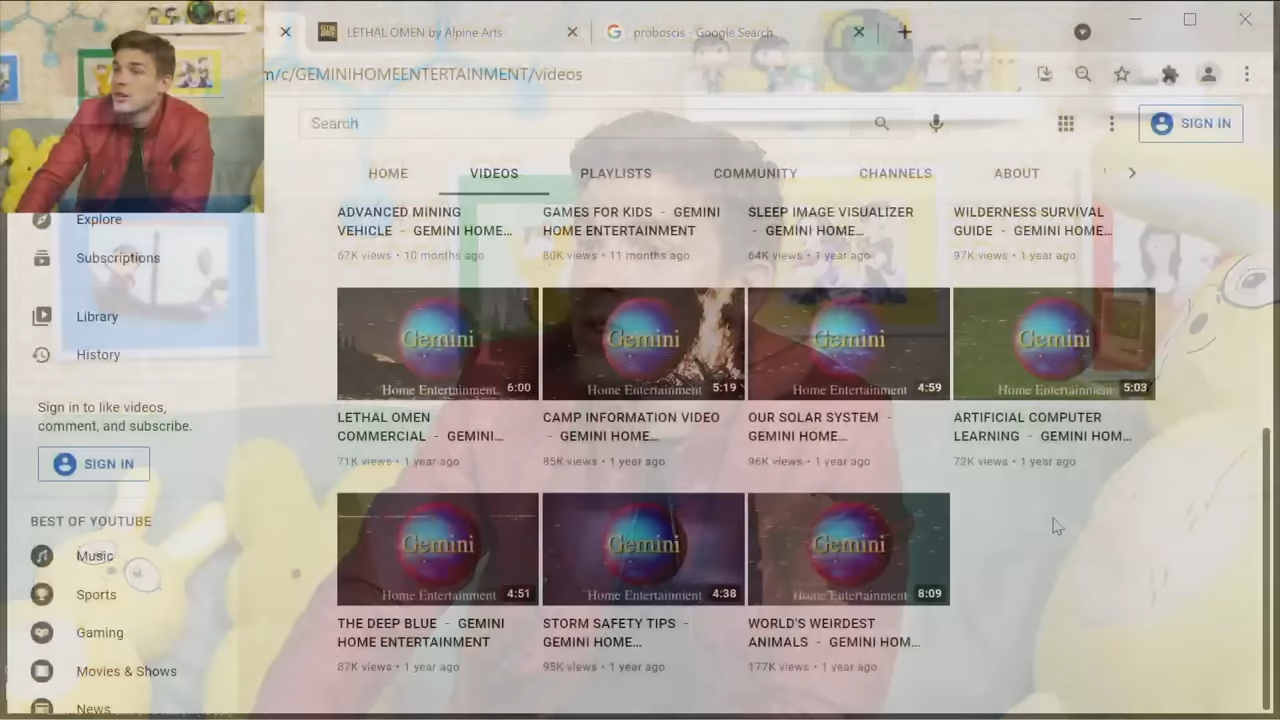 LETHAL OMEN by Alpine Arts
proboscis - Google Search
m/c/GEMINIHOMEENTERTAINMENT/videos
Search
SIGN IN
HOME
VIDEOS
PLAYLISTS
COMMUNITY
CHANNELS
ABOUT
Explore
Subscriptions
Library
History
Sign in to like videos,
comment, and subscribe.
SIGN IN
BEST OF YOUTUBE
Music
Sports
Gaming
Movies & Shows
News
ADVANCED MINING
VEHICLE - GEMINI HOME...
67K views • 10 months ago
GAMES FOR KIDS - GEMINI
HOME ENTERTAINMENT
80K views • 11 months ago
SLEEP IMAGE VISUALIZER
- GEMINI HOME...
64K views • 1 year ago
WILDERNESS SURVIVAL
GUIDE - GEMINI HOME...
97K views • 1 year ago
Gemini
Home Entertainment
6:00
LETHAL OMEN
COMMERCIAL - GEMINI...
71K views • 1 year ago
Gemini
Home Entertainment
5:19
CAMP INFORMATION VIDEO
- GEMINI HOME...
85K views • 1 year ago
Gemini
Home Entertainment
4:59
OUR SOLAR SYSTEM -
GEMINI HOME...
96K views • 1 year ago
Gemini
Home Entertainment
5:03
ARTIFICIAL COMPUTER
LEARNING - GEMINI HOM...
72K views • 1 year ago
Gemini
Home Entertainment
4:51
THE DEEP BLUE - GEMINI
HOME ENTERTAINMENT
87K views • 1 year ago
Gemini
Home Entertainment
4:38
STORM SAFETY TIPS -
GEMINI HOME...
95K views • 1 year ago
Gemini
Home Entertainment
8:09
WORLD'S WEIRDEST
ANIMALS - GEMINI HOM...
177K views • 1 year ago